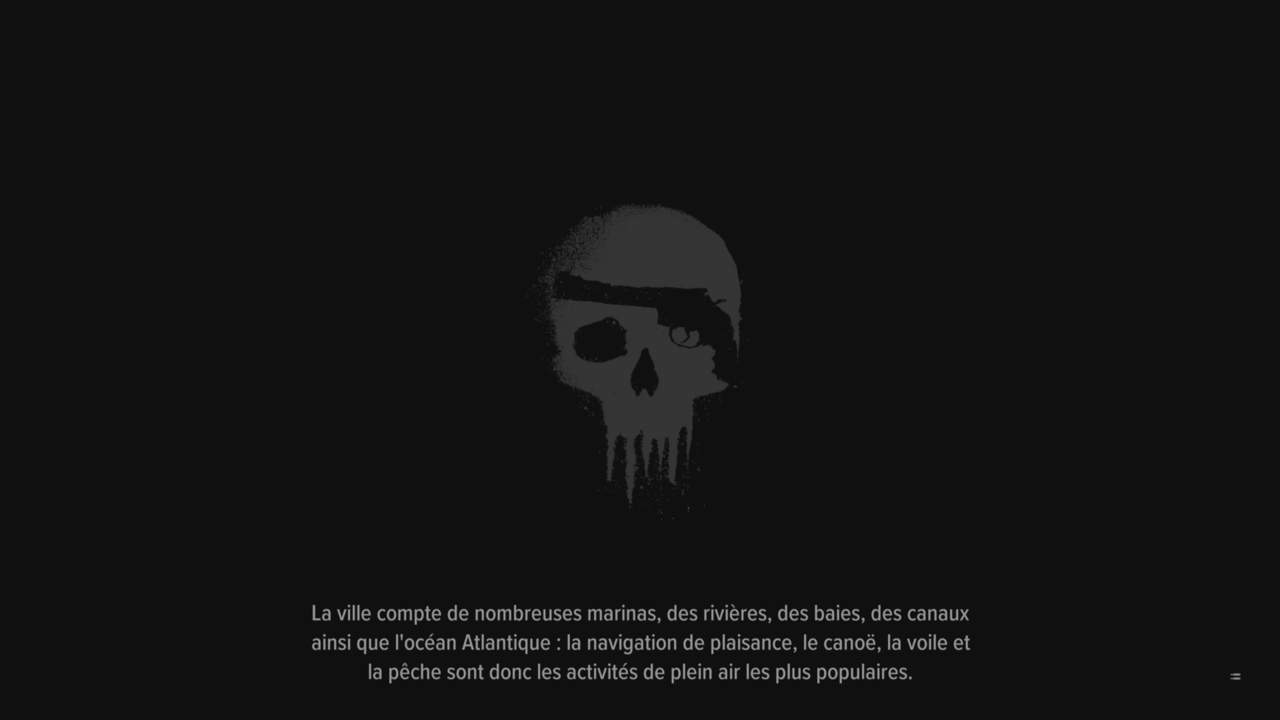 La ville compte de nombreuses marinas, des rivières, des baies, des canaux
ainsi que l'océan Atlantique : la navigation de plaisance, le canoë, la voile et
la pêche sont donc les activités de plein air les plus populaires.